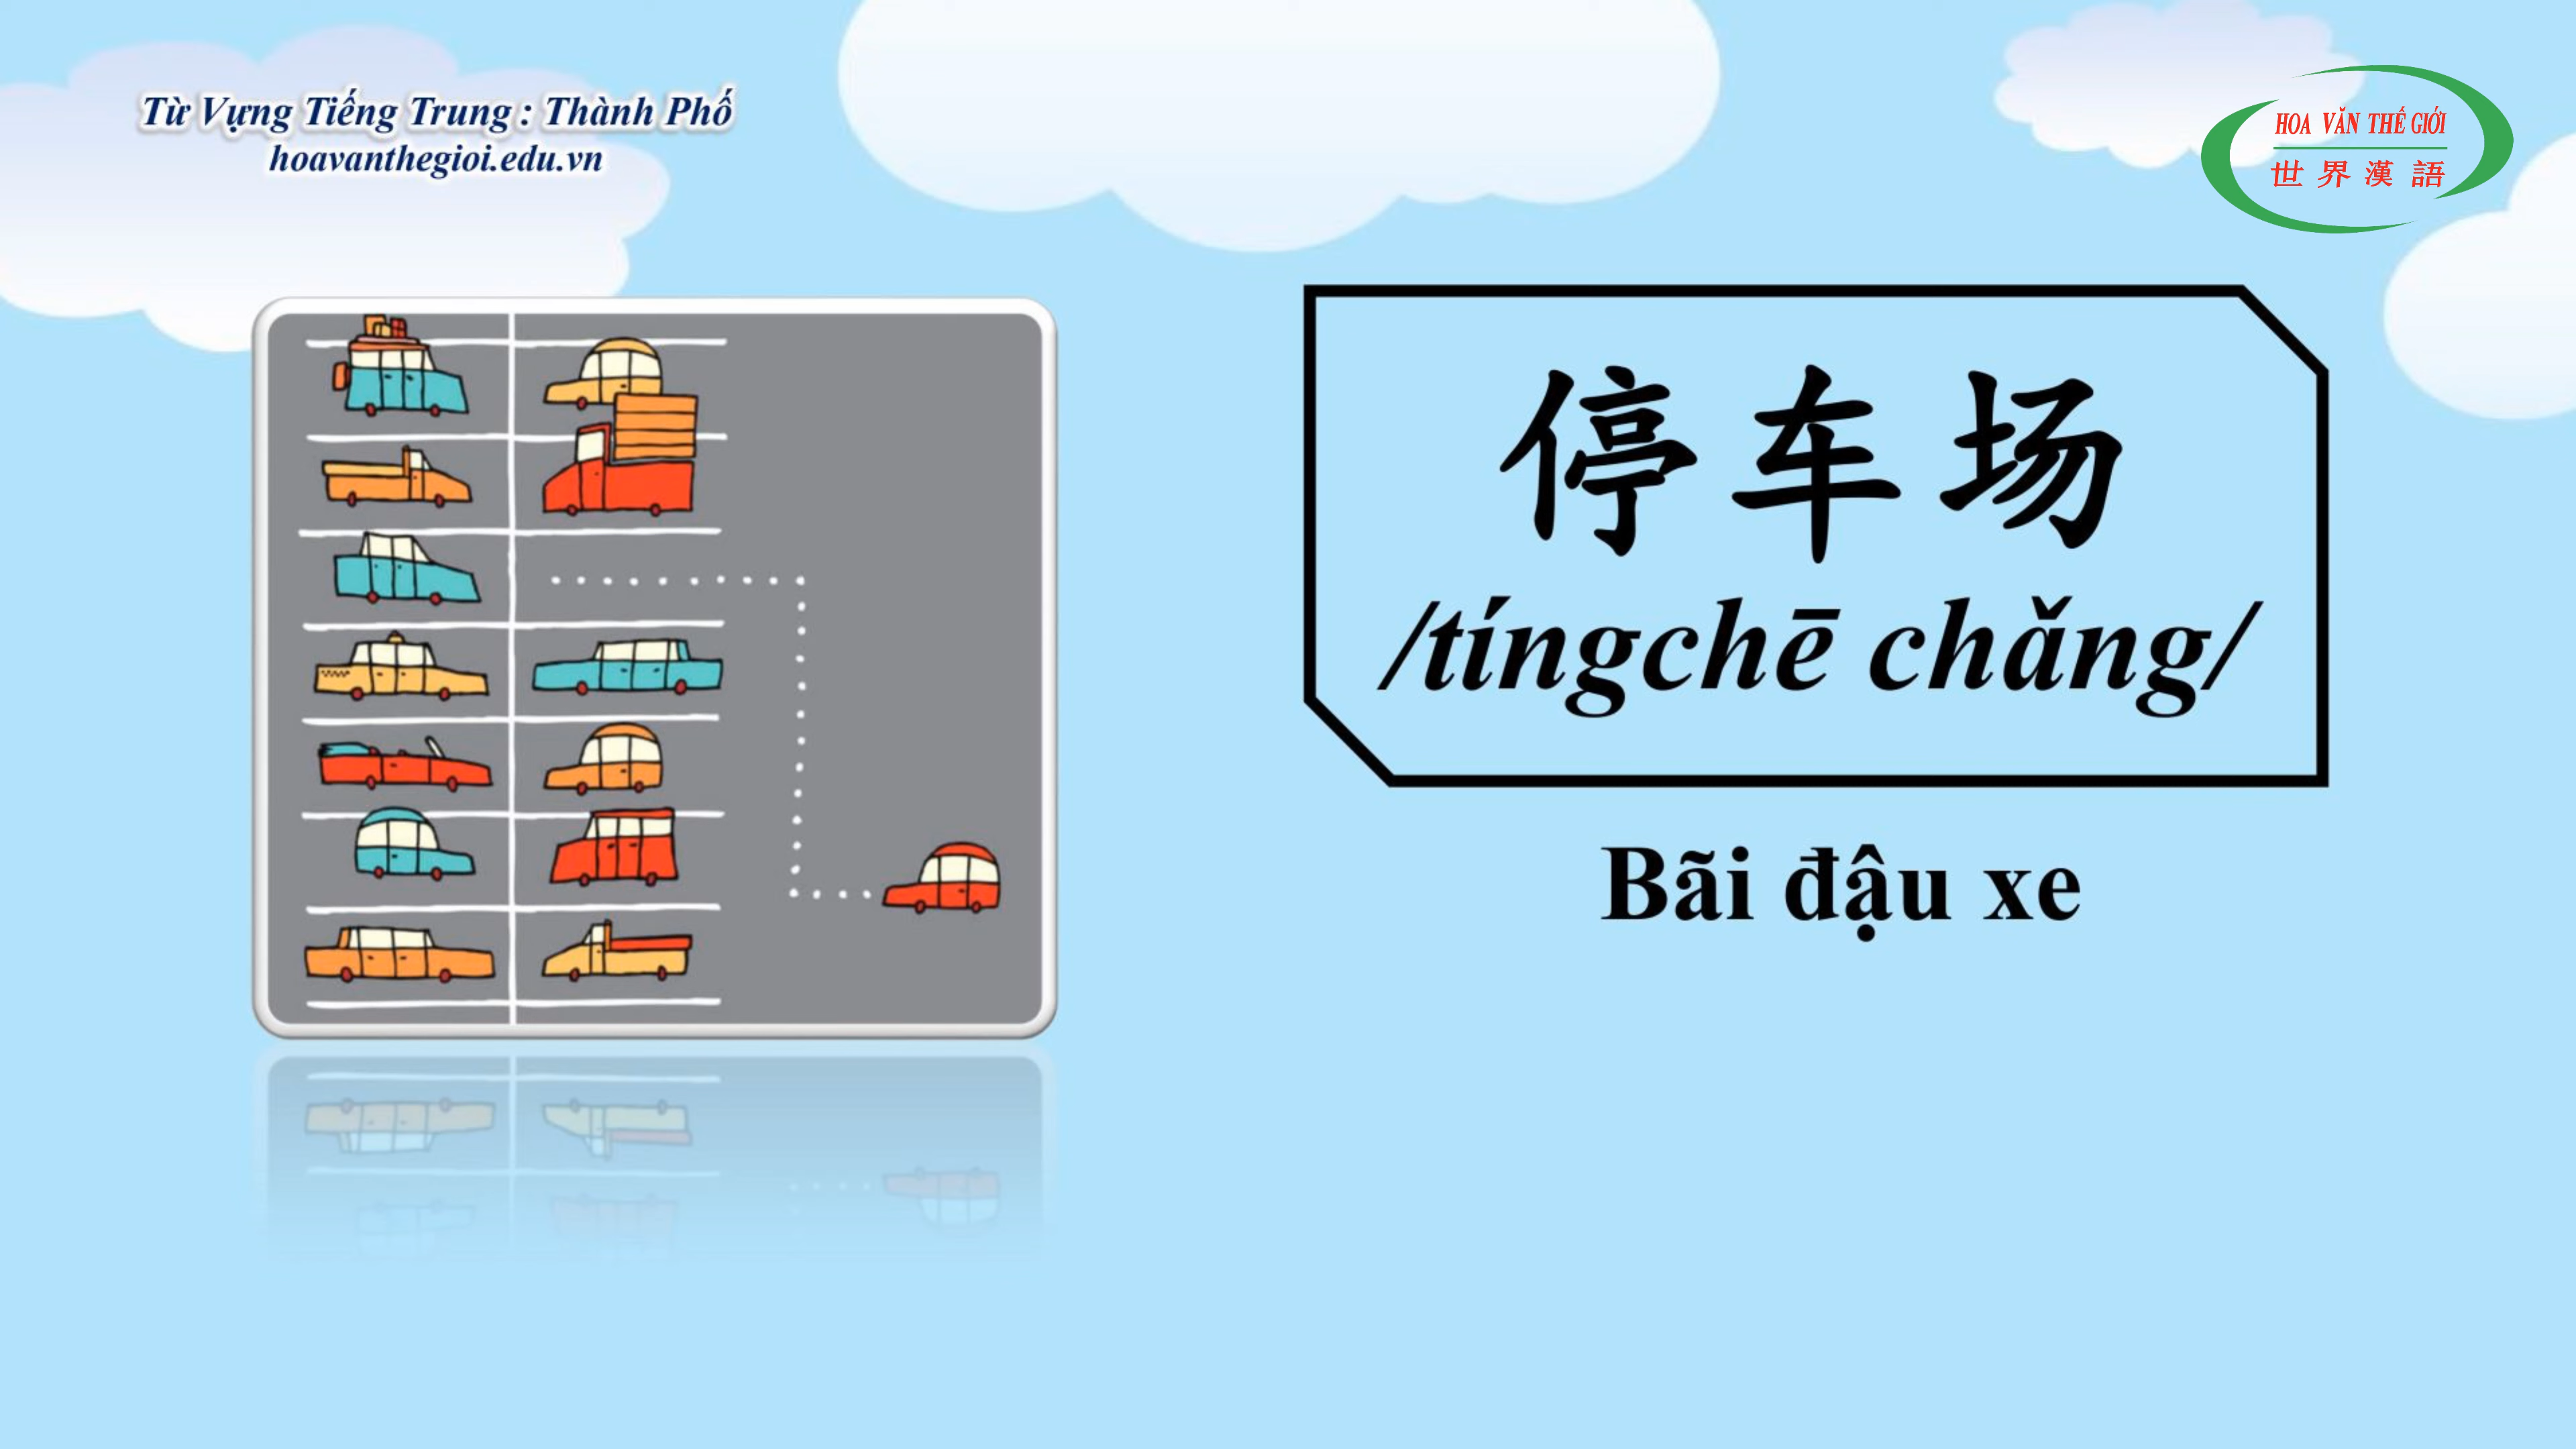 Từ Vựng Tiếng Trung : Thành Phố
hoavanthegioi.edu.vn
HOA VĂN THẾ GIỚI
世界漢語
停车场
/tíngchē chǎng/
Bãi đậu xe